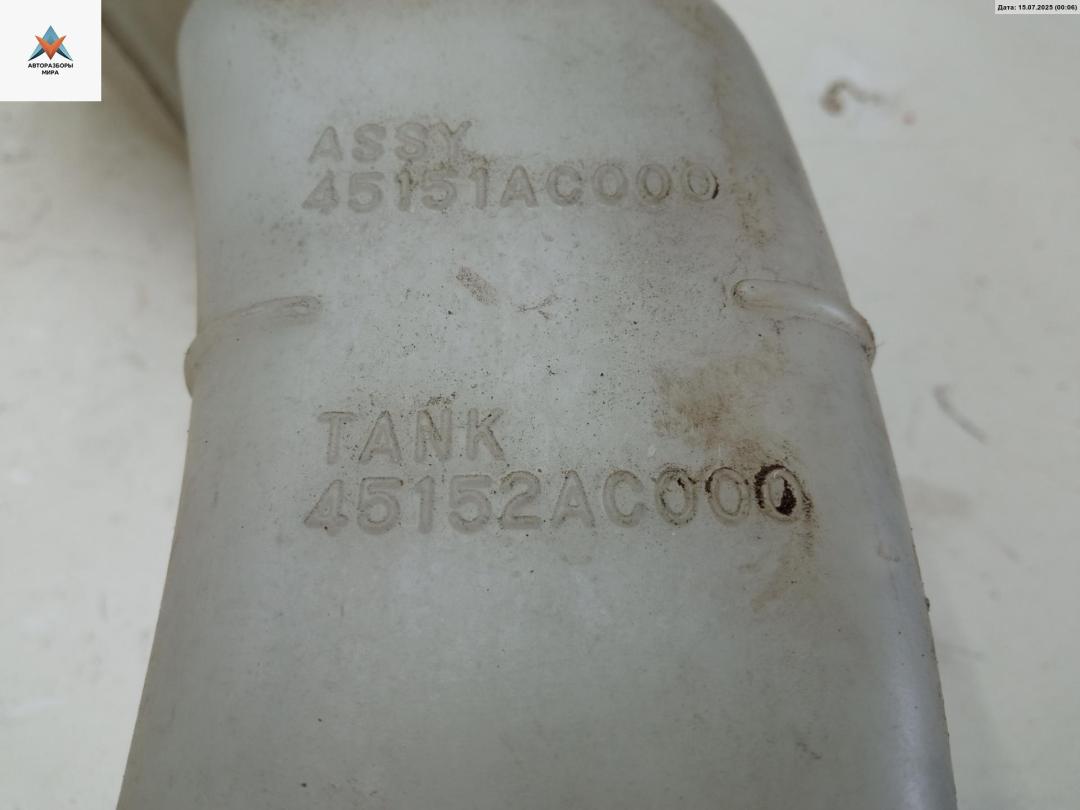 Дата: 15.07.2025 (00:06)
АВТОРАЗБОРЫ
МИРА
ASSY
45151AC000
TANK
45152AC000